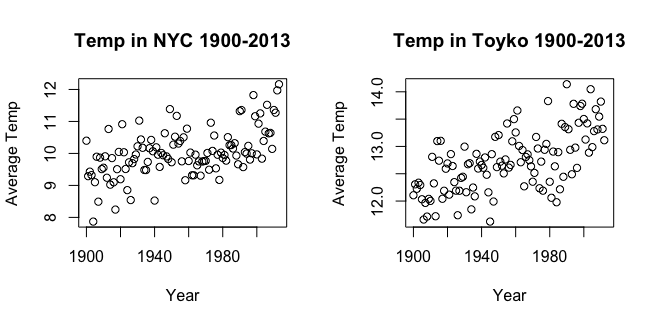 Temp in NYC 1900-2013
Average Temp
12
11
10
9
8
1900
1940
1980
Year
Temp in Toyko 1900-2013
Average Temp
14.0
13.0
12.0
1900
1940
1980
Year